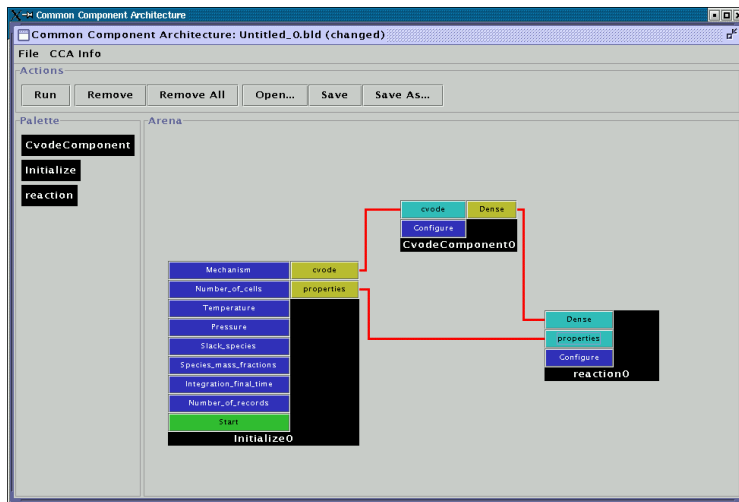 Common Component Architecture
Common Component Architecture: Untitled_0.bld (changed)
File CCA Info
Actions
Run Remove Remove All Open... Save Save As...
Palette
CvodeComponent
Initialize
reaction
Arena
cvode Dense
Configure
CvodeComponent0
Mechanism cvode
Number_of_cells properties
Temperature
Pressure
Slack_species
Species_mass_fractions
Integration_final_time
Number_of_records
Start
Initialize0
Dense
properties
Configure
reaction0